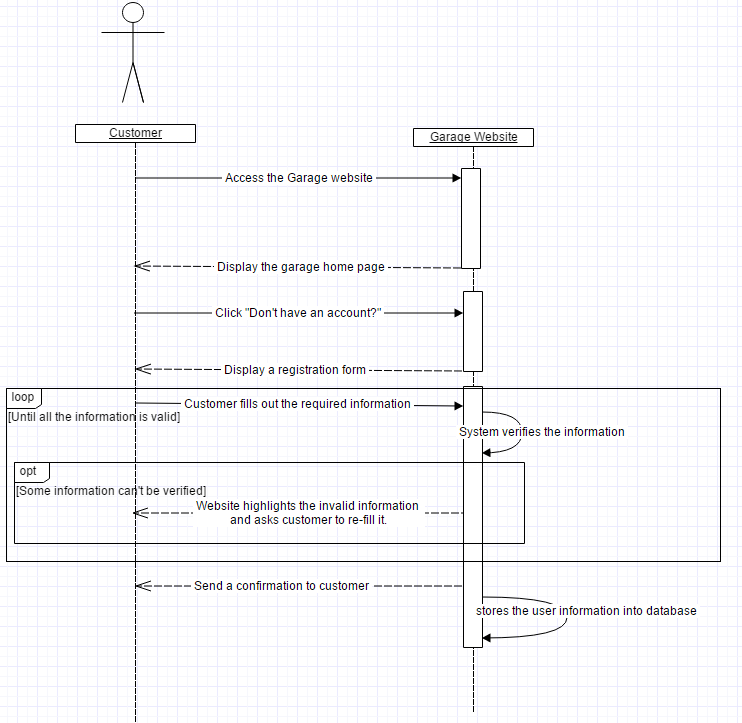 Customer
Garage Website
Access the Garage website
Display the garage home page
Click "Don't have an account?"
Display a registration form
loop
Customer fills out the required information
[Until all the information is valid]
System verifies the information
opt
[Some information can't be verified]
Website highlights the invalid information
and asks customer to re-fill it.
Send a confirmation to customer
stores the user information into database